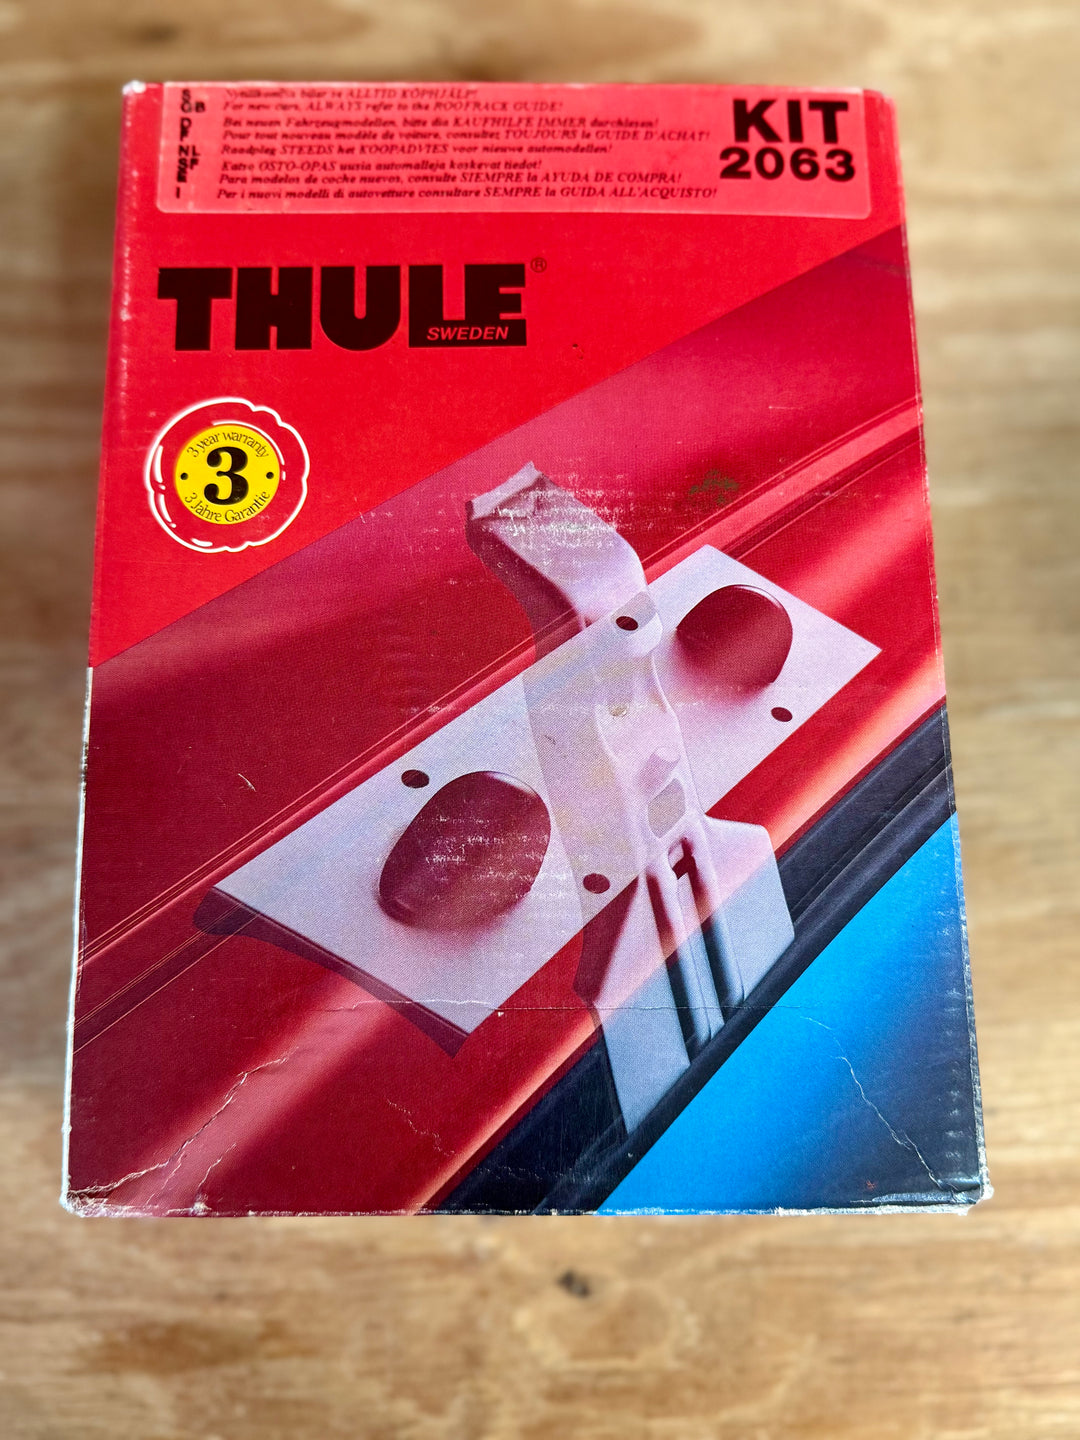 ALLTID KÖPHJÄLP!
For new cars, ALWAYS refer to the ROOFRACK GUIDE!
Bei neuen Fahrzeugmodellen, bitte die KAUFHILFE IMMER durchlesen!
Pour tout nouveau modèle de voiture, consultez TOUJOURS le GUIDE D'ACHAT!
Raadpleg STEEDS het KOOPADVIES voor nieuwe automodellen!
Katso OSTO-OPAS uusia automalleja koskevat tiedot!
Para modelos de coche nuevos, consulte SIEMPRE la AYUDA DE COMPRA!
Per i nuovi modelli di autovetture consultare SEMPRE la GUIDA ALL'ACQUISTO!
KIT
2063
THULE®
SWEDEN
3 year warranty
3
3 Jahre Garantie